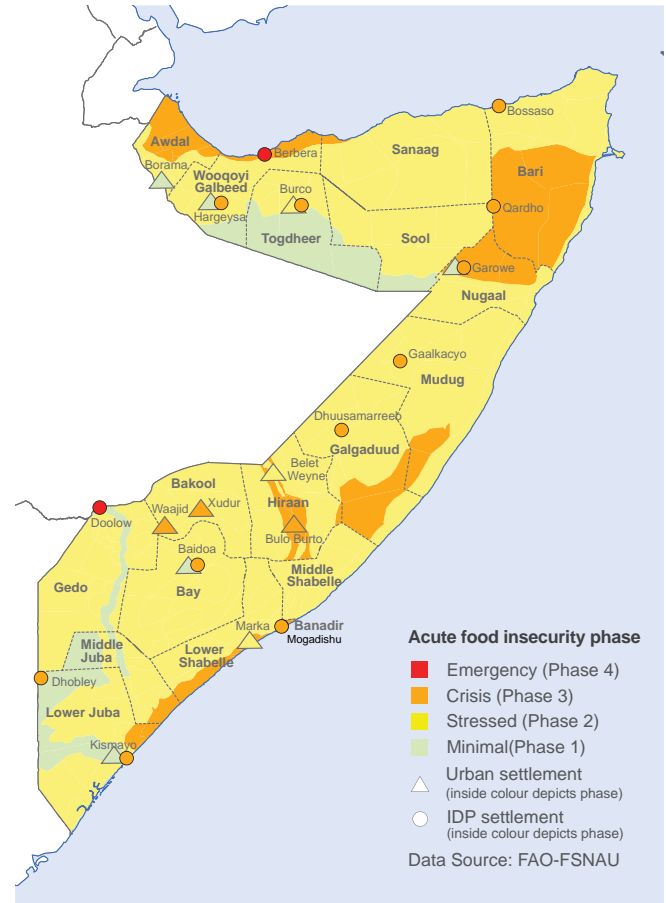 Bossaso
Awdal
Berbera
Sanaag
Borama
Bari
Wooqoyi
Galbeed
Burco
Hargeysa
Qardho
Togdheer
Sool
Garowe
Nugaal
Gaalkacyo
Mudug
Dhuusamarreeb
Galgaduud
Belet
Weyne
Bakool
Xudur
Waajid
Hiraan
Doolow
Bulo Burto
Baidoa
Middle
Shabelle
Gedo
Bay
Marka
Banadir
Mogadishu
Middle
Juba
Lower
Shabelle
Dhobley
Lower Juba
Kismayo
Acute food insecurity phase
Emergency (Phase 4)
Crisis (Phase 3)
Stressed (Phase 2)
Minimal(Phase 1)
Urban settlement
(inside colour depicts phase)
IDP settlement
(inside colour depicts phase)
Data Source: FAO-FSNAU